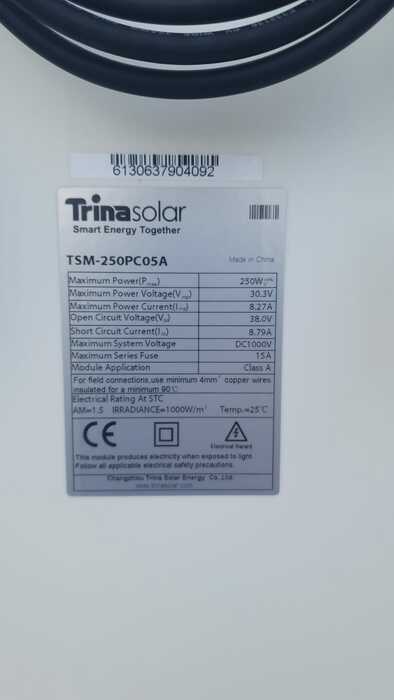 6130637904092
Trinasolar
Smart Energy Together
TSM-250PC05A Made in China
Maximum Power(Pmax) 250W
Maximum Power Voltage(Vmp) 30.3V
Maximum Power Current(Imp) 8.27A
Open Circuit Voltage(Voc) 38.0V
Short Circuit Current(Isc) 8.79A
Maximum System Voltage DC1000V
Maximum Series Fuse 15A
Module Application Class A
For field connections,use minimum 4mm² copper wires
insulated for a minimum 90℃
Electrical Rating At STC
AM=1.5 IRRADIANCE=1000W/m² Temp.=25℃
CE
Electrical Hazard
This module produces electricity when exposed to light
Follow all applicable electrical safety precautions.
Changzhou Trina Solar Energy Co.,Ltd.
www.trinasolar.com